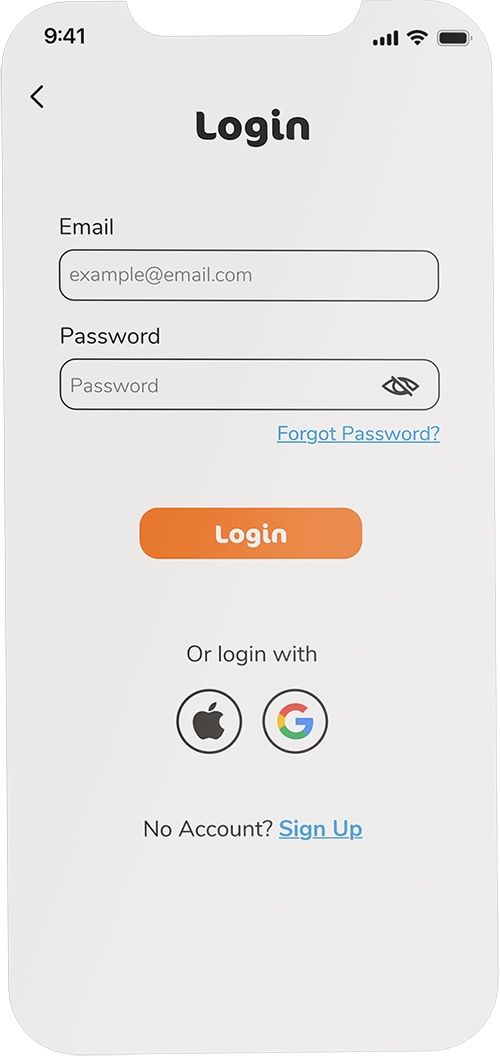 9:41
Login
Email
example@email.com
Password
Password
Forgot Password?
Login
Or login with
No Account? Sign Up